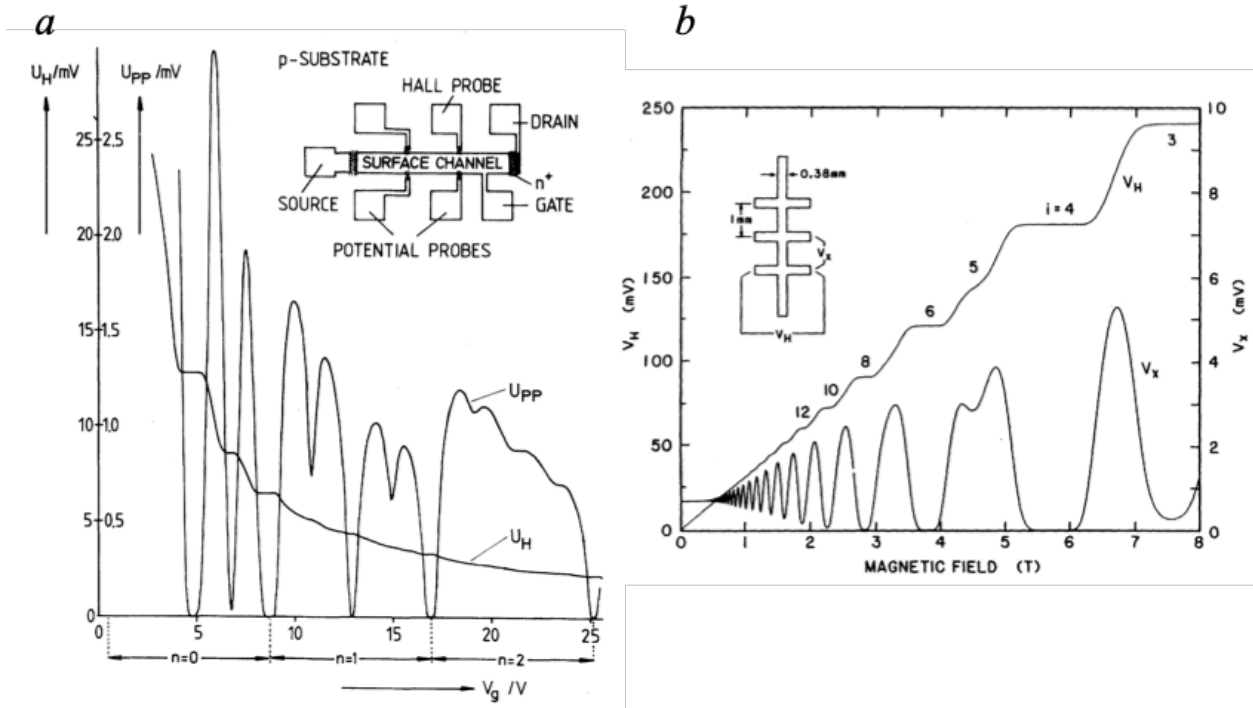 a
U_H/mV
U_PP/mV
p-SUBSTRATE
HALL PROBE
DRAIN
SURFACE CHANNEL
n⁺
SOURCE
GATE
POTENTIAL PROBES
25
2.5
20
2.0
15
1.5
10
1.0
5
0.5
0
U_PP
U_H
0
5
10
15
20
25
n=0
n=1
n=2
V_g /V
b
250
200
150
100
50
0
V_H (mV)
10
8
6
4
2
0
V_x (mV)
0.38mm
1mm
V_x
V_H
3
V_H
i=4
5
6
8
10
12
V_x
0
1
2
3
4
5
6
7
8
MAGNETIC FIELD (T)